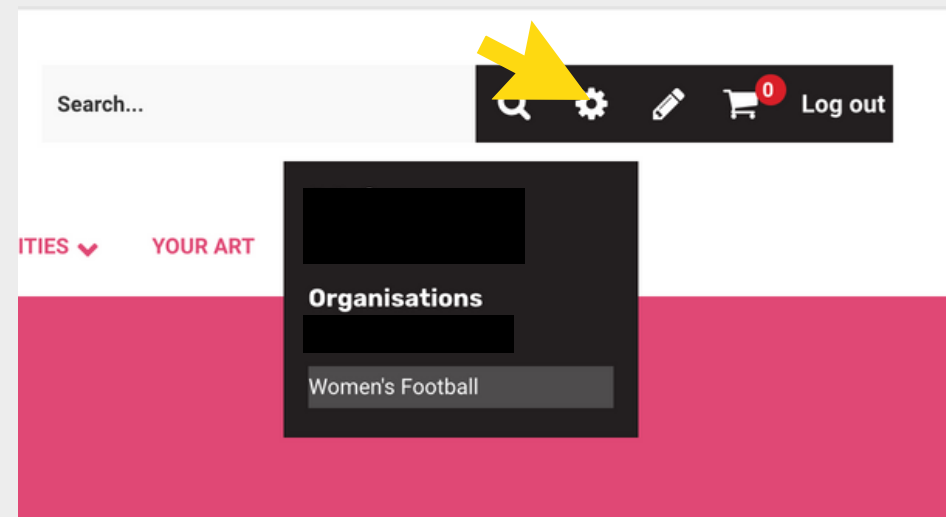 Search...
0
Log out
ITIES
YOUR ART
Organisations
Women's Football